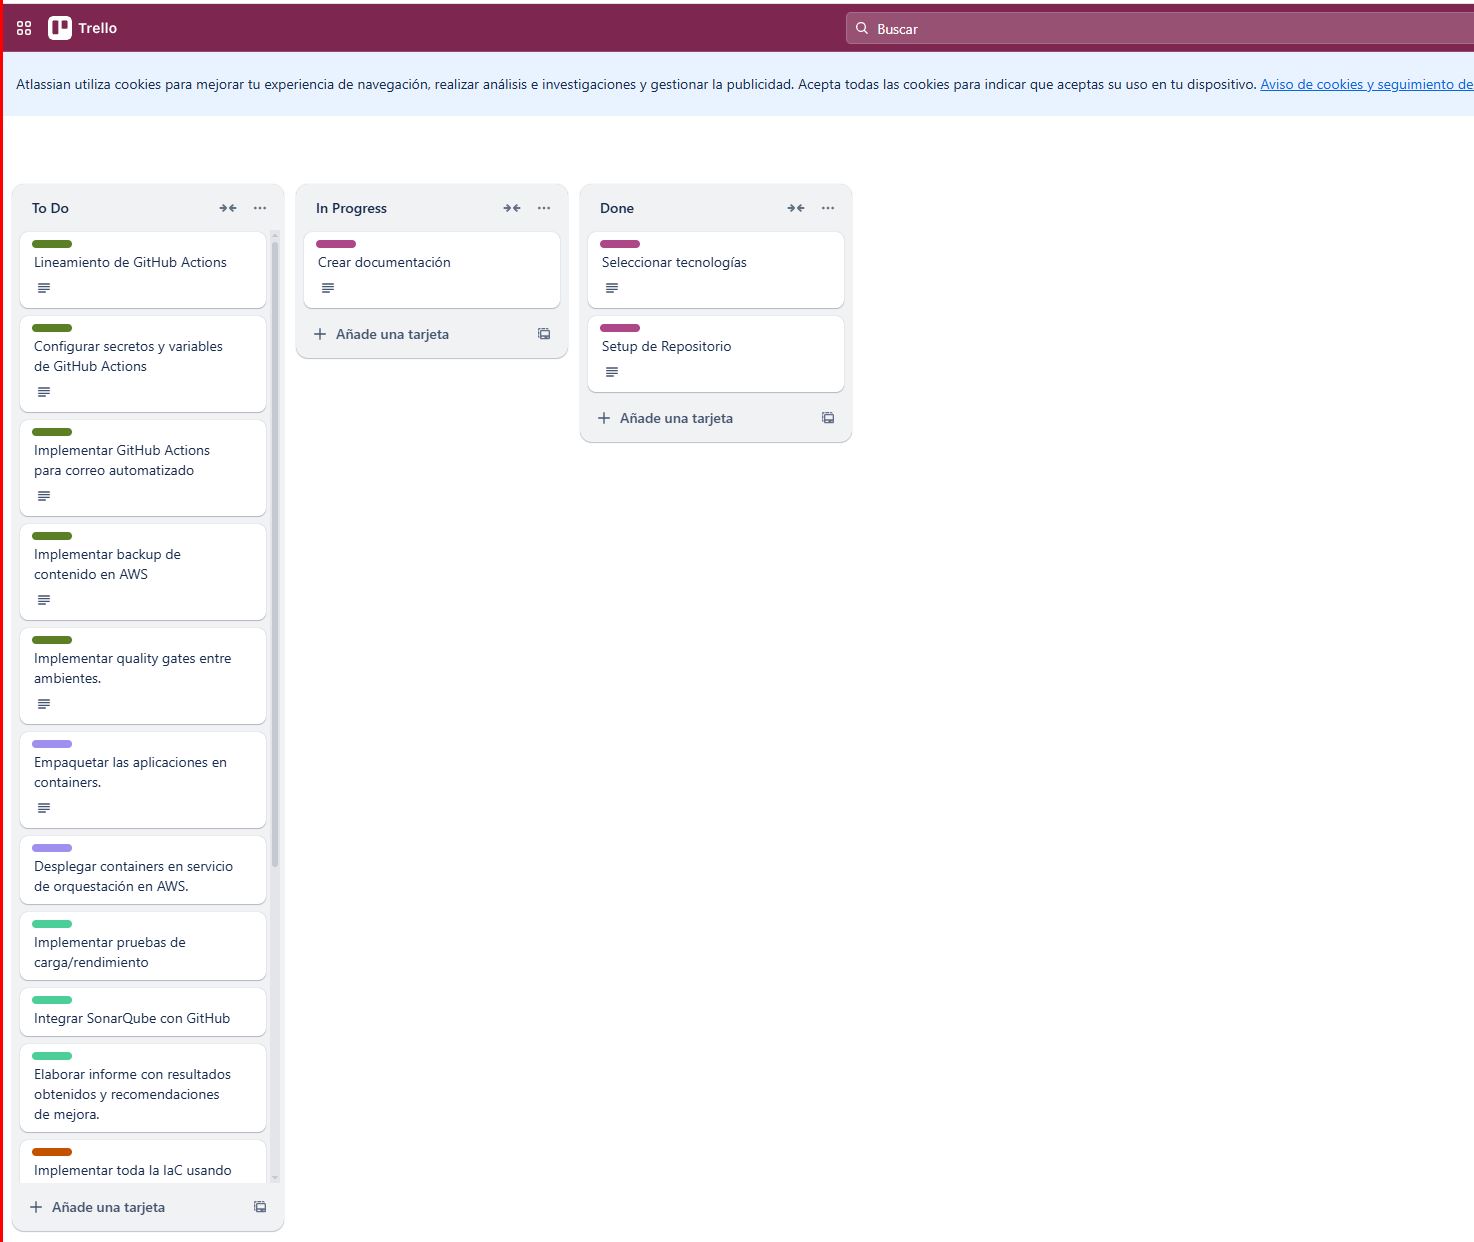 Trello
Buscar
Atlassian utiliza cookies para mejorar tu experiencia de navegación, realizar análisis e investigaciones y gestionar la publicidad. Acepta todas las cookies para indicar que aceptas su uso en tu dispositivo. Aviso de cookies y seguimiento de
To Do
Lineamiento de GitHub Actions
Configurar secretos y variables
de GitHub Actions
Implementar GitHub Actions
para correo automatizado
Implementar backup de
contenido en AWS
Implementar quality gates entre
ambientes.
Empaquetar las aplicaciones en
containers.
Desplegar containers en servicio
de orquestación en AWS.
Implementar pruebas de
carga/rendimiento
Integrar SonarQube con GitHub
Elaborar informe con resultados
obtenidos y recomendaciones
de mejora.
Implementar toda la IaC usando
Añade una tarjeta
In Progress
Crear documentación
Añade una tarjeta
Done
Seleccionar tecnologías
Setup de Repositorio
Añade una tarjeta